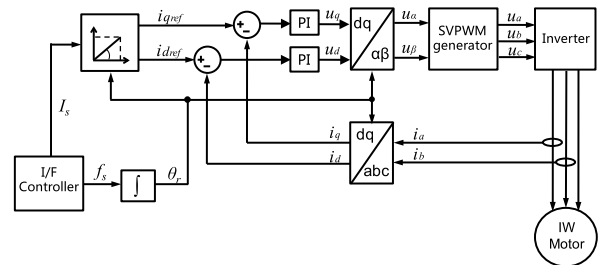 iqref
idref
+
-
+
-
PI
PI
uq
ud
dq
αβ
uα
uβ
SVPWM
generator
ua
ub
uc
Inverter
Is
I/F
Controller
fs
∫
θr
iq
id
dq
abc
ia
ib
IW
Motor